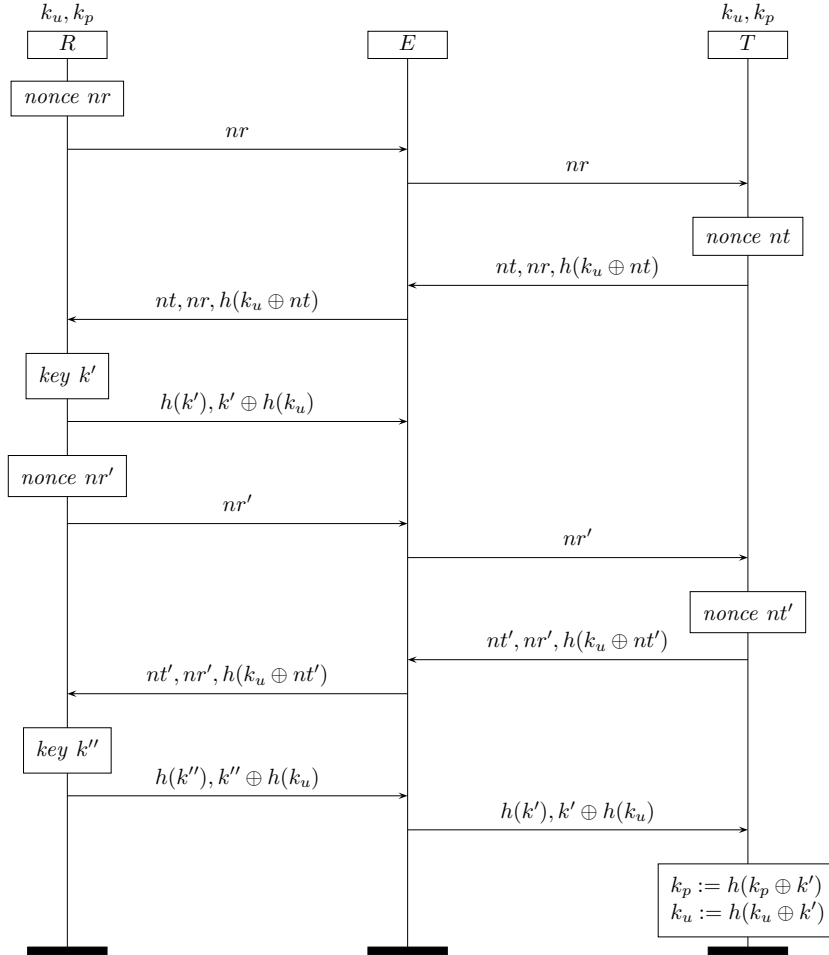 k_u, k_p
k_u, k_p
R
E
T
nonce nr
nr
nr
nonce nt
nt, nr, h(k_u ⊕ nt)
nt, nr, h(k_u ⊕ nt)
key k′
h(k′), k′ ⊕ h(k_u)
nonce nr′
nr′
nr′
nonce nt′
nt′, nr′, h(k_u ⊕ nt′)
nt′, nr′, h(k_u ⊕ nt′)
key k′′
h(k′′), k′′ ⊕ h(k_u)
h(k′), k′ ⊕ h(k_u)
k_p := h(k_p ⊕ k′)
k_u := h(k_u ⊕ k′)